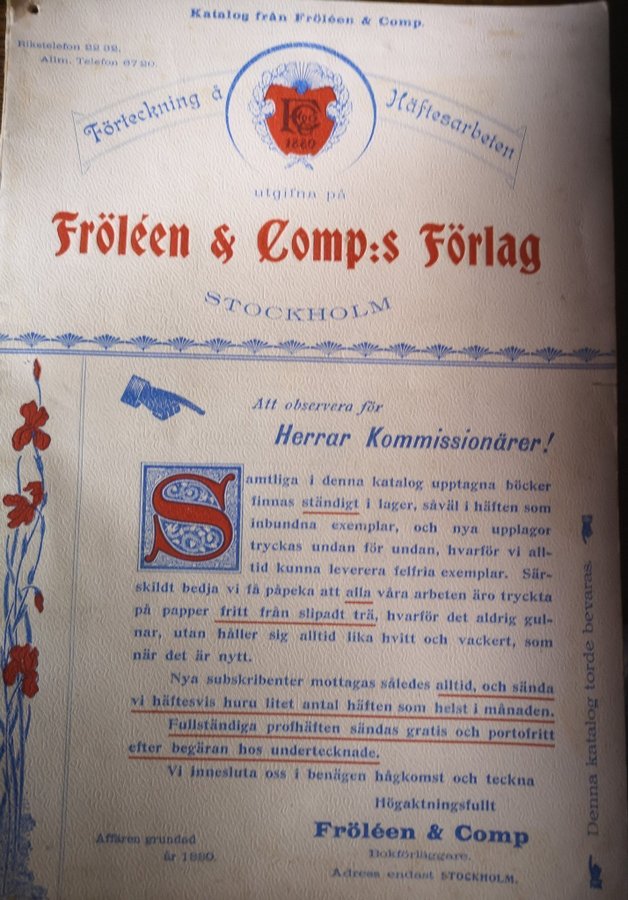 Katalog från Fröléen & Comp.
Rikstelefon 22 32.
Allm. Telefon 67 20.
Förteckning å Häftesarbeten
F & C
1880
utgifna på
Fröléen & Comp:s Förlag
STOCKHOLM
Att observera för
Herrar Kommissionärer!
Samtliga i denna katalog upptagna böcker
finnas ständigt i lager, såväl i häften som
inbundna exemplar, och nya upplagor
tryckas undan för undan, hvarför vi all-
tid kunna leverera felfria exemplar. Sär-
skildt bedja vi få påpeka att alla våra arbeten äro tryckta
på papper fritt från slipadt trä, hvarför det aldrig gul-
nar, utan håller sig alltid lika hvitt och vackert, som
när det är nytt.
Nya subskribenter mottagas således alltid, och sända
vi häftesvis huru litet antal häften som helst i månaden.
Fullständiga profhäften sändas gratis och portofritt
efter begäran hos undertecknade.
Vi innesluta oss i benägen hågkomst och teckna
Högaktningsfullt
Fröléen & Comp
Bokförläggare.
Adress endast STOCKHOLM.
Affären grundad
år 1880.
Denna katalog torde bevaras.